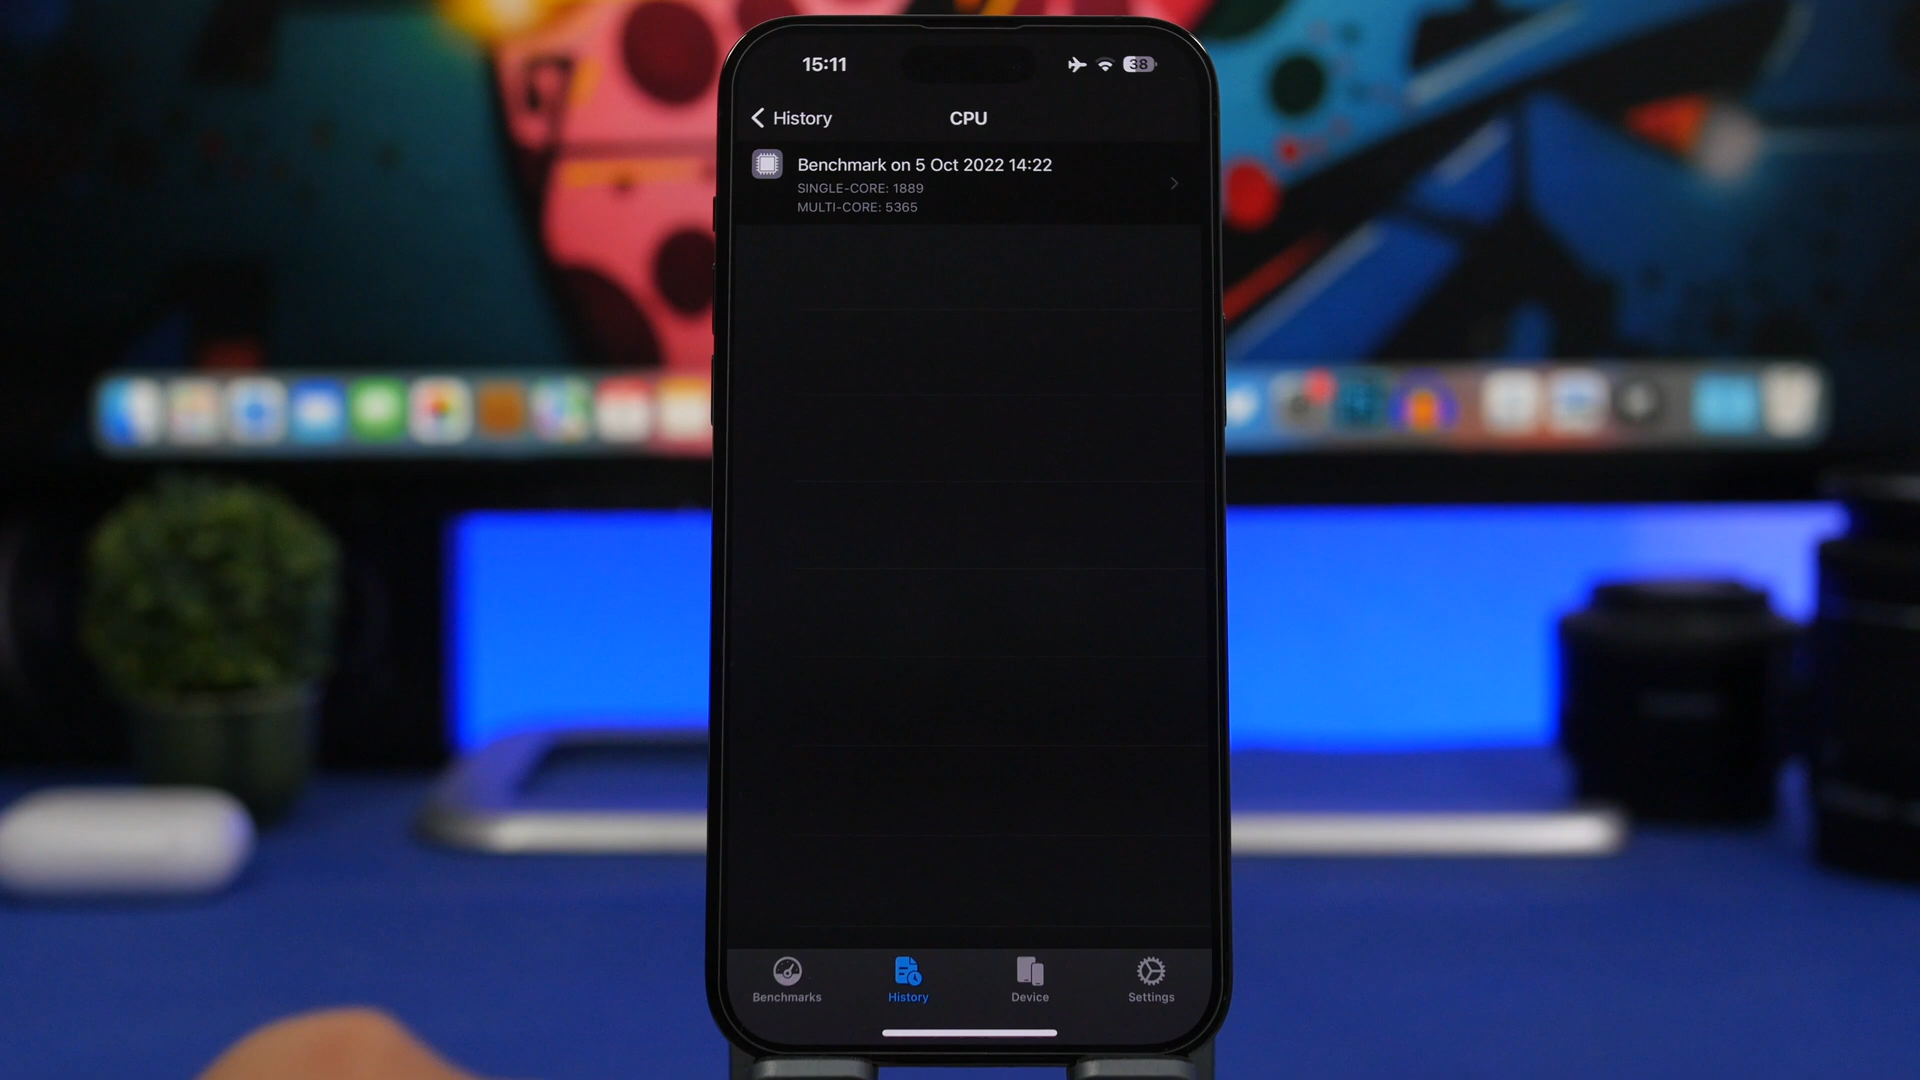 15:11
38
History
CPU
Benchmark on 5 Oct 2022 14:22
SINGLE-CORE: 1889
MULTI-CORE: 5365
Benchmarks
History
Device
Settings